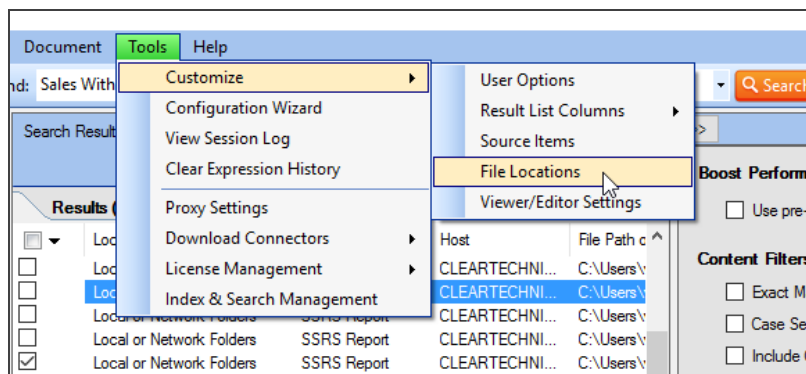 Document Tools Help
nd: Sales With Search
Search Result
Customize
Configuration Wizard
View Session Log
Clear Expression History
Proxy Settings
Download Connectors
License Management
Index & Search Management
User Options
Result List Columns
Source Items
File Locations
Viewer/Editor Settings
>>
Boost Perform
Use pre-
Content Filters
Exact M
Case Se
Include
Results (
Loc Host File Path
Loc CLEARTECHNI... C:\Users\
Loc CLEARTECHNI... C:\Users\
Local or Network Folders SSRS Report CLEARTECHNI... C:\Users\
Local or Network Folders SSRS Report CLEARTECHNI... C:\Users\
Local or Network Folders SSRS Report CLEARTECHNI... C:\Users\